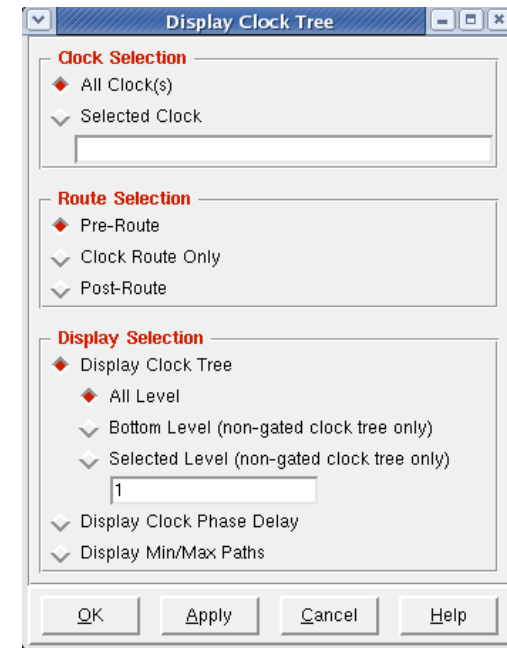 Display Clock Tree
Clock Selection
All Clock(s)
Selected Clock
Route Selection
Pre-Route
Clock Route Only
Post-Route
Display Selection
Display Clock Tree
All Level
Bottom Level (non-gated clock tree only)
Selected Level (non-gated clock tree only)
1
Display Clock Phase Delay
Display Min/Max Paths
OK Apply Cancel Help